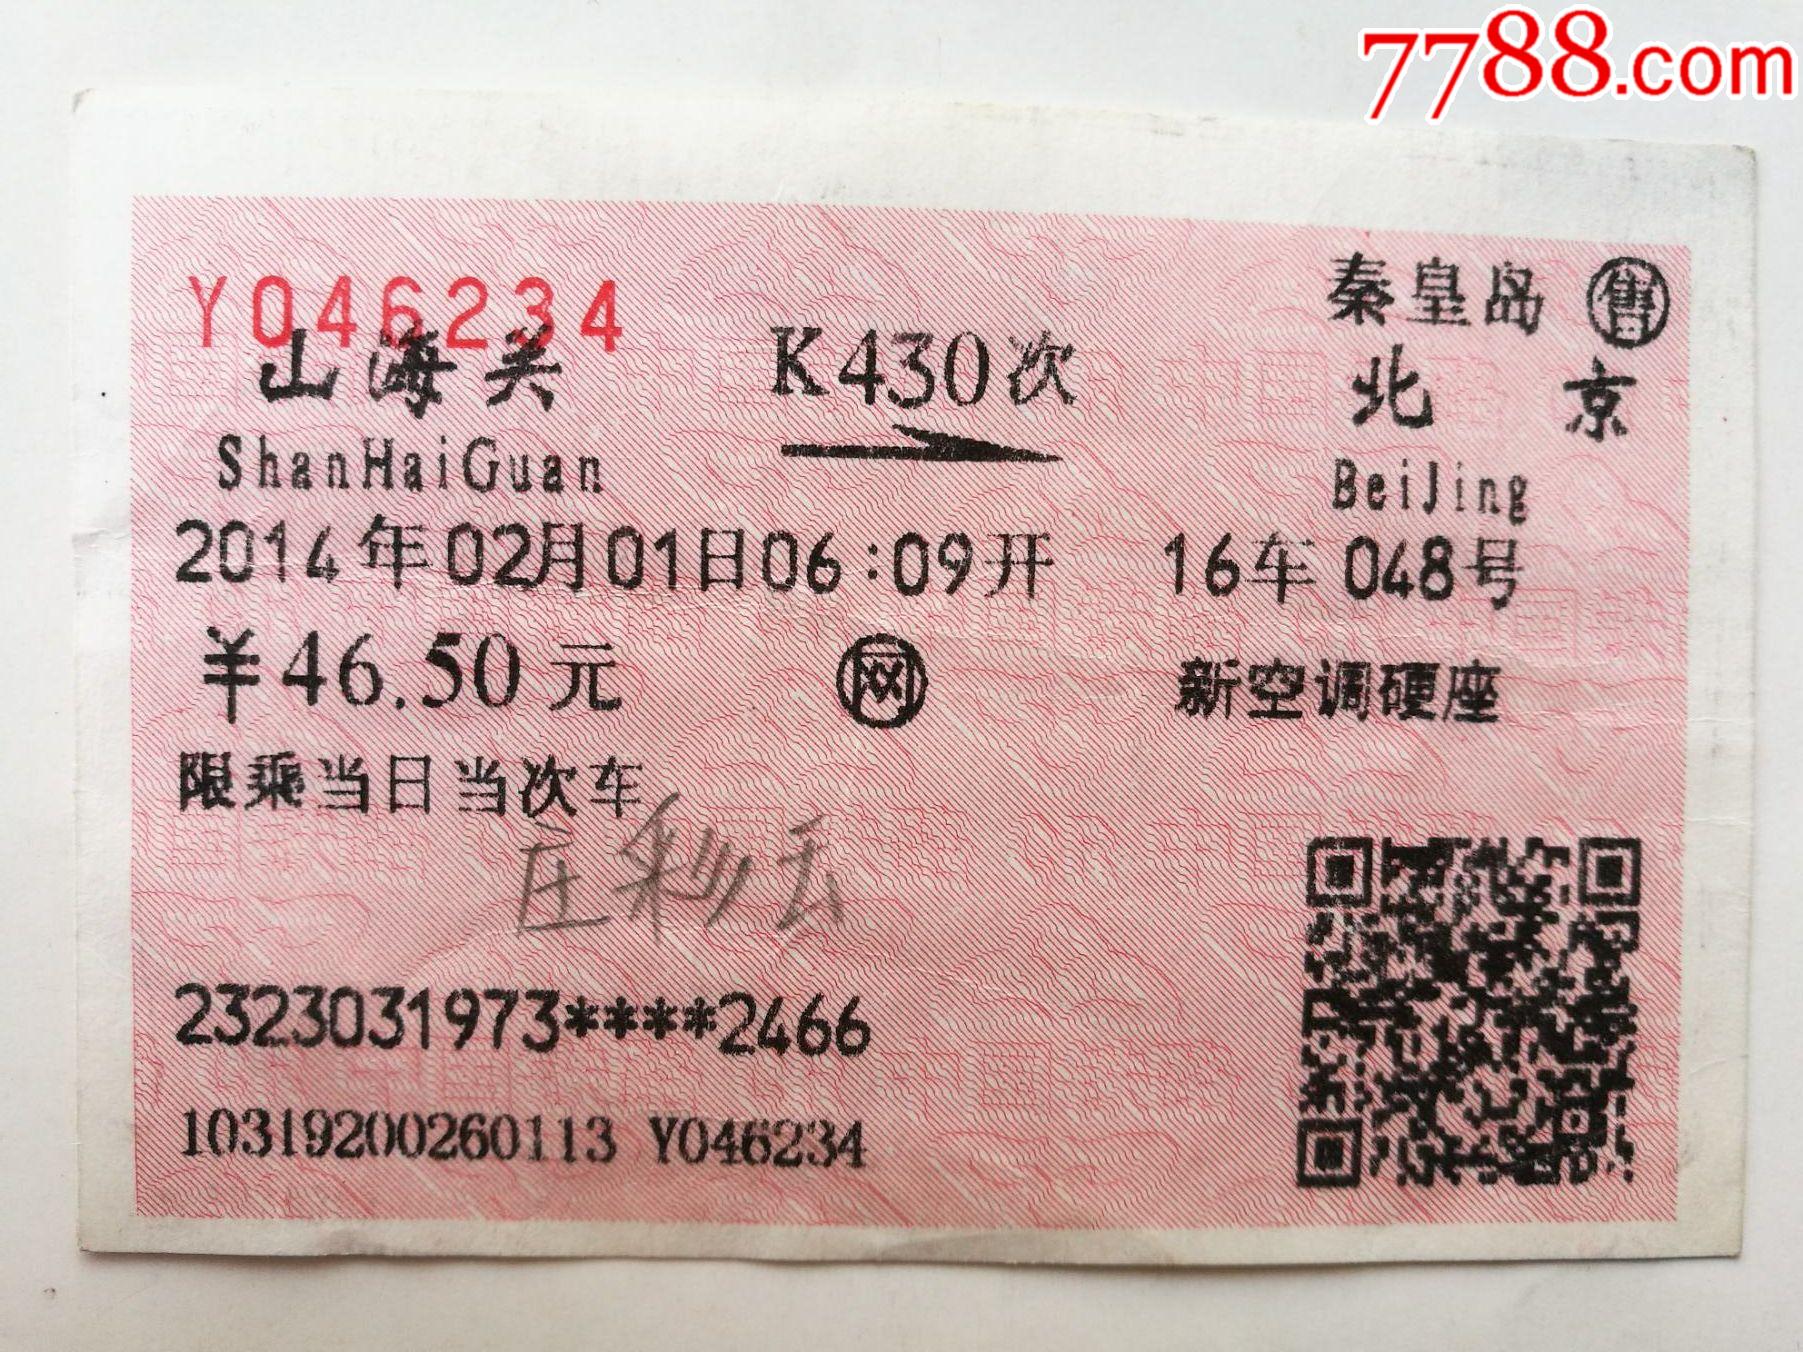 7788.com
Y046234
秦皇岛 售
山海关 K430次 北京
ShanHaiGuan BeiJing
2014年02月01日06:09开 16车 048号
¥46.50元 网 新空调硬座
限乘当日当次车
2323031973****2466
10319200260113 Y046234